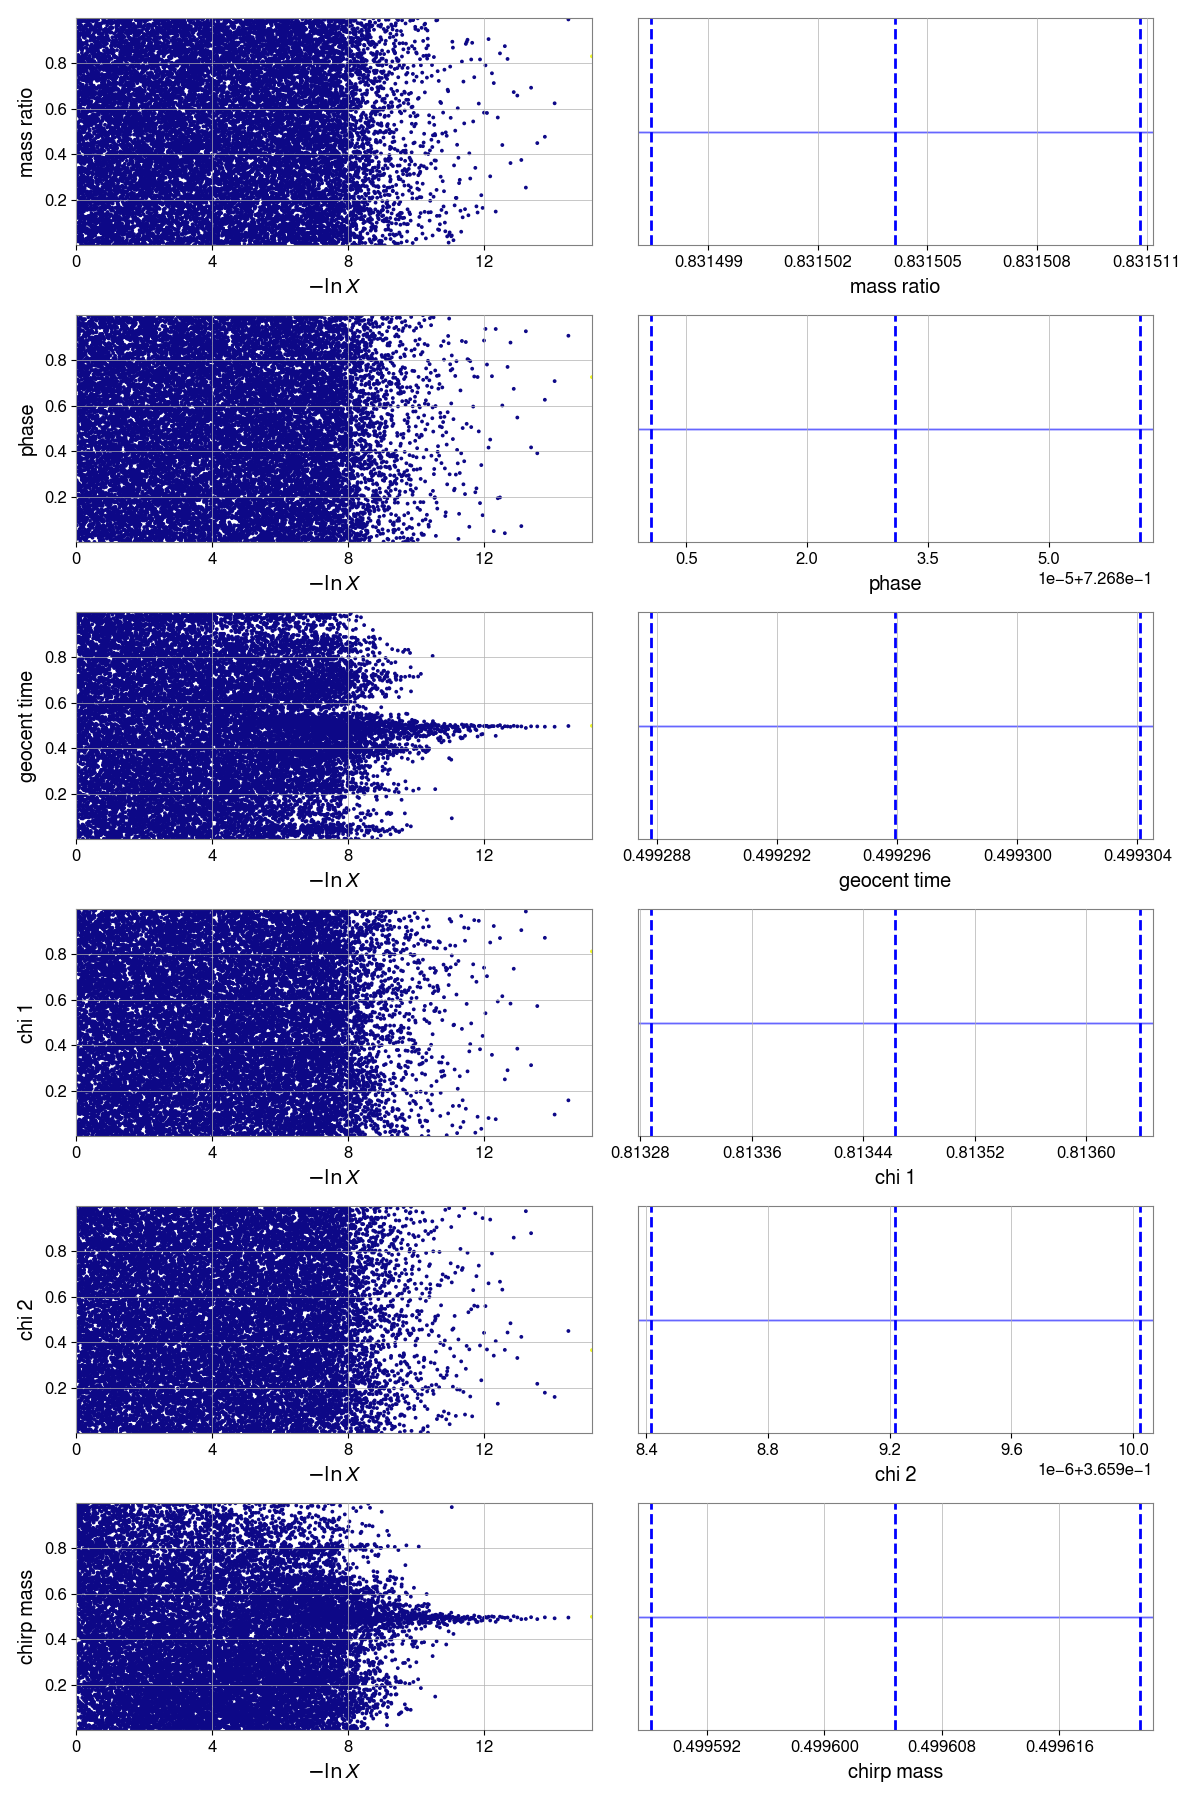 mass ratio
0.8
0.6
0.4
0.2
0 4 8 12
−ln X
0.831499 0.831502 0.831505 0.831508 0.831511
mass ratio
phase
0.8
0.6
0.4
0.2
0 4 8 12
−ln X
0.5 2.0 3.5 5.0
1e−5+7.268e−1
phase
geocent time
0.8
0.6
0.4
0.2
0 4 8 12
−ln X
0.499288 0.499292 0.499296 0.499300 0.499304
geocent time
chi 1
0.8
0.6
0.4
0.2
0 4 8 12
−ln X
0.81328 0.81336 0.81344 0.81352 0.81360
chi 1
chi 2
0.8
0.6
0.4
0.2
0 4 8 12
−ln X
8.4 8.8 9.2 9.6 10.0
1e−6+3.659e−1
chi 2
chirp mass
0.8
0.6
0.4
0.2
0 4 8 12
−ln X
0.499592 0.499600 0.499608 0.499616
chirp mass